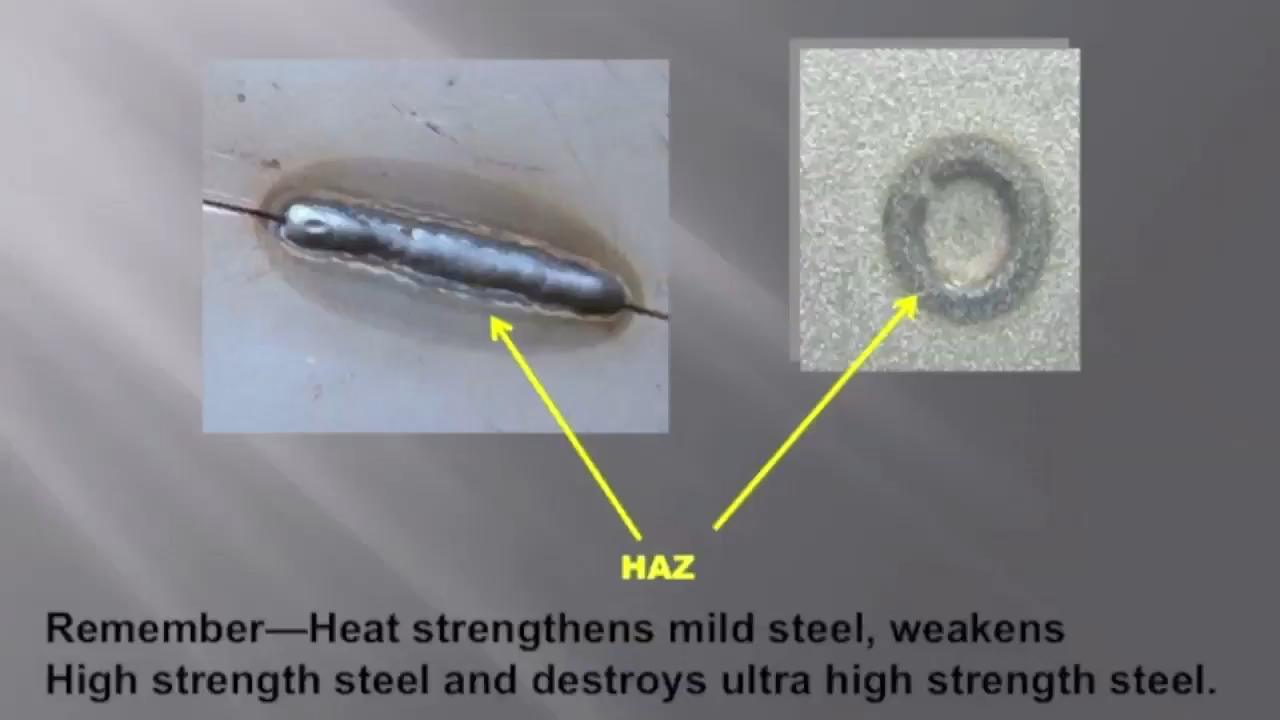 HAZ
Remember—Heat strengthens mild steel, weakens
High strength steel and destroys ultra high strength steel.